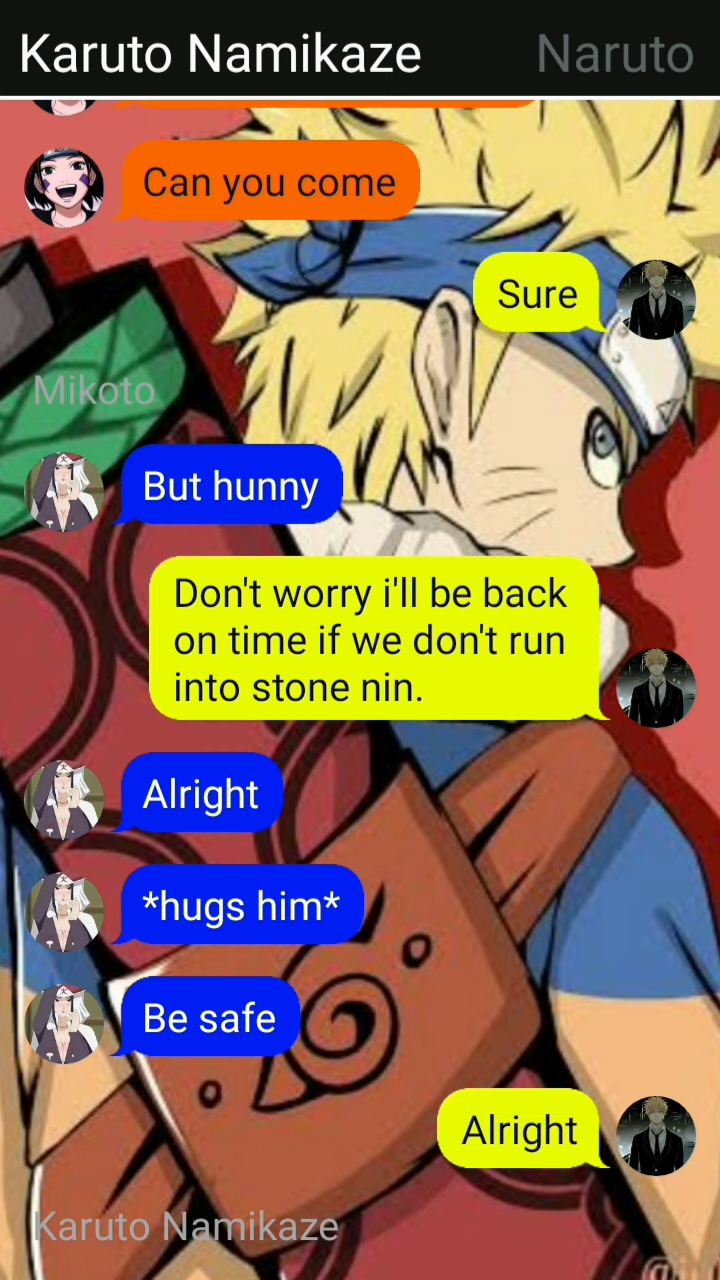 Karuto Namikaze
Naruto
Can you come
Sure
Mikoto
But hunny
Don't worry i'll be back
on time if we don't run
into stone nin.
Alright
*hugs him*
Be safe
Alright
Karuto Namikaze